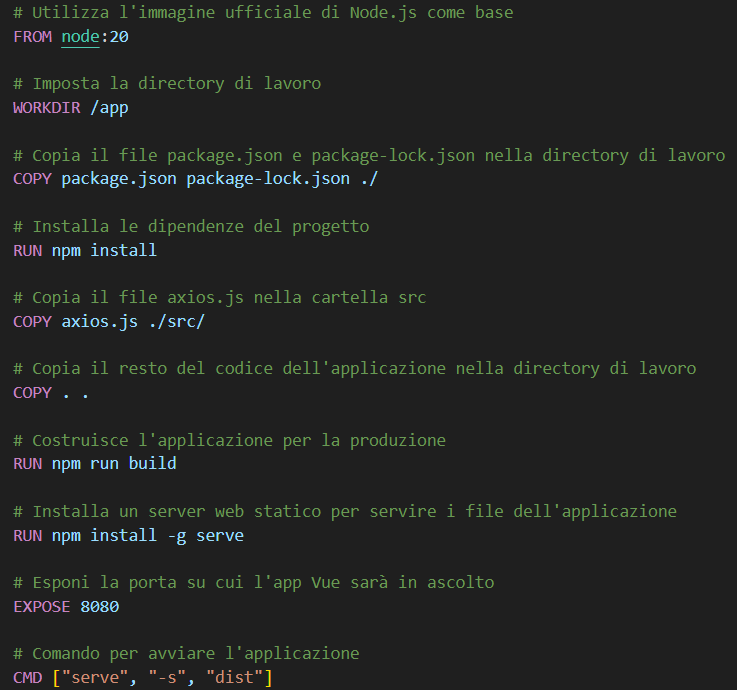 # Utilizza l'immagine ufficiale di Node.js come base
FROM node:20
# Imposta la directory di lavoro
WORKDIR /app
# Copia il file package.json e package-lock.json nella directory di lavoro
COPY package.json package-lock.json ./
# Installa le dipendenze del progetto
RUN npm install
# Copia il file axios.js nella cartella src
COPY axios.js ./src/
# Copia il resto del codice dell'applicazione nella directory di lavoro
COPY . .
# Costruisce l'applicazione per la produzione
RUN npm run build
# Installa un server web statico per servire i file dell'applicazione
RUN npm install -g serve
# Esponi la porta su cui l'app Vue sarà in ascolto
EXPOSE 8080
# Comando per avviare l'applicazione
CMD ["serve", "-s", "dist"]